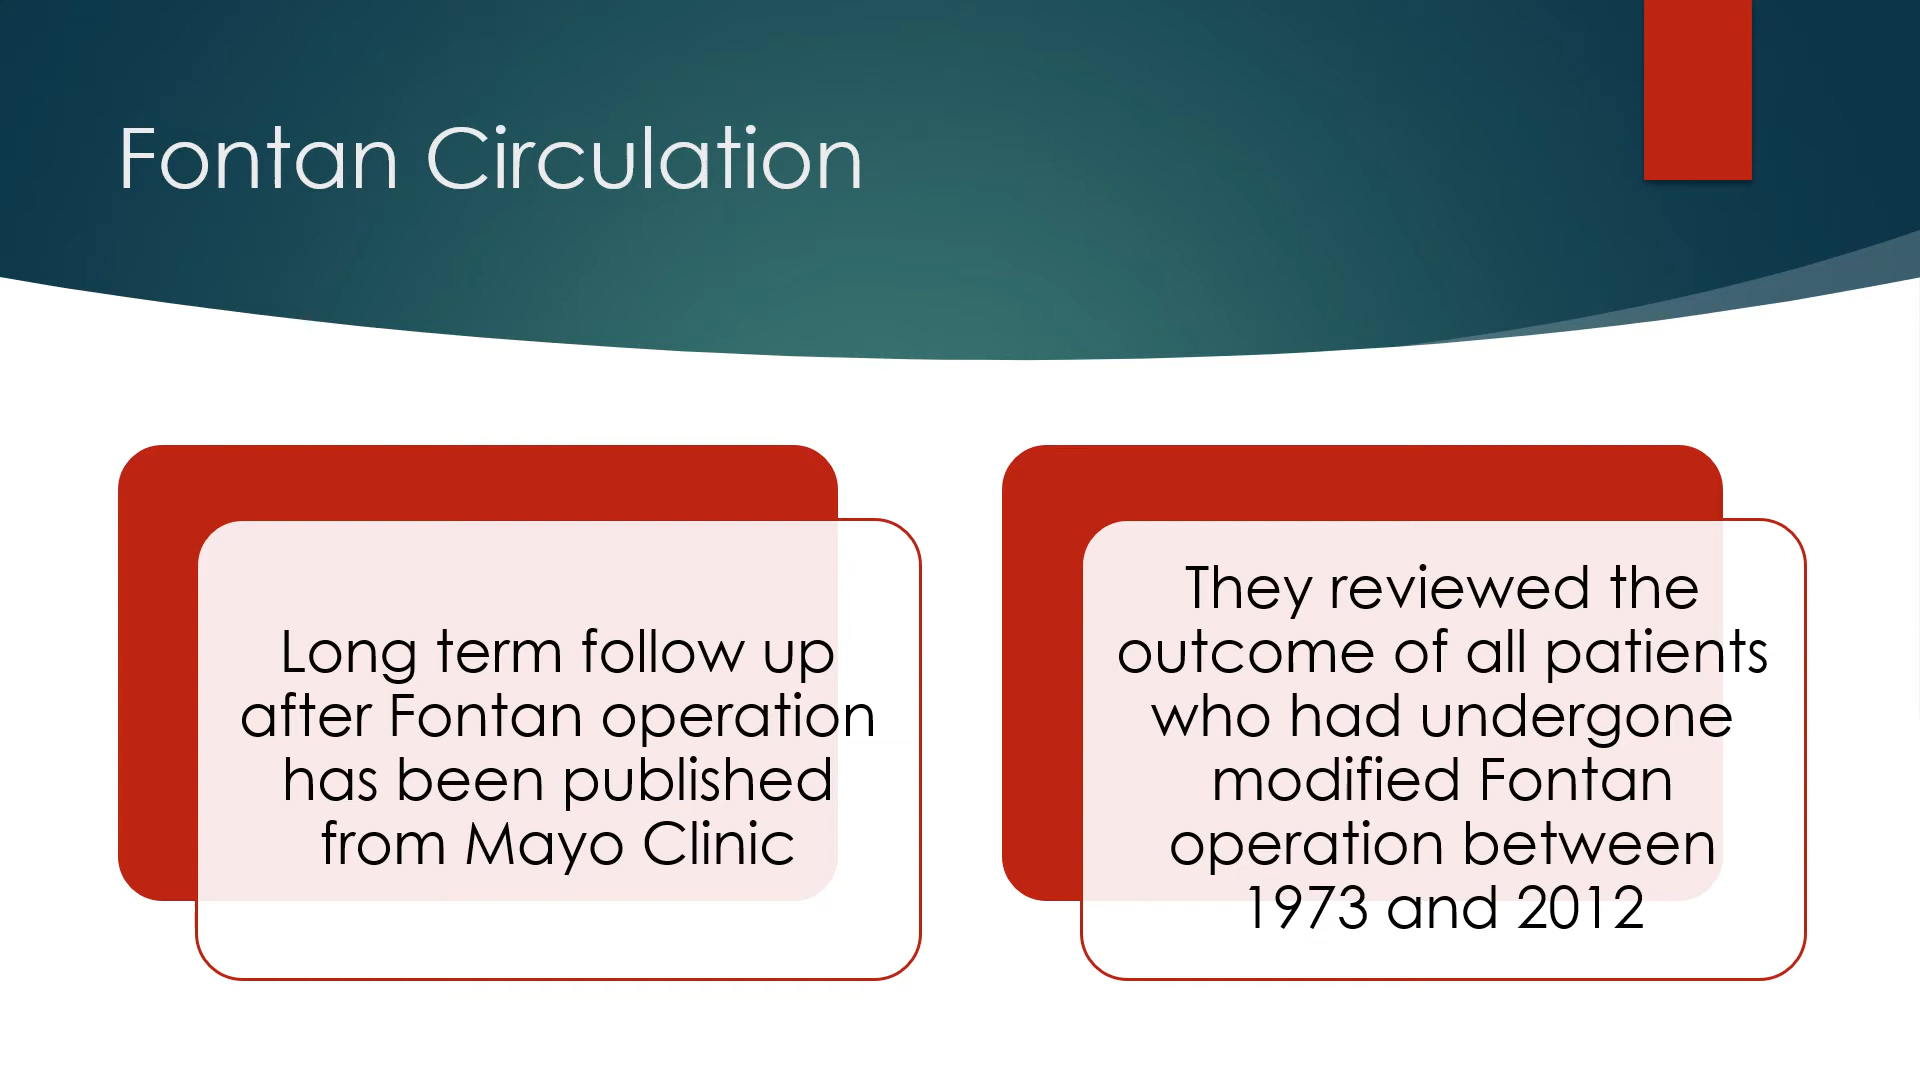 Fontan Circulation
Long term follow up
after Fontan operation
has been published
from Mayo Clinic
They reviewed the
outcome of all patients
who had undergone
modified Fontan
operation between
1973 and 2012